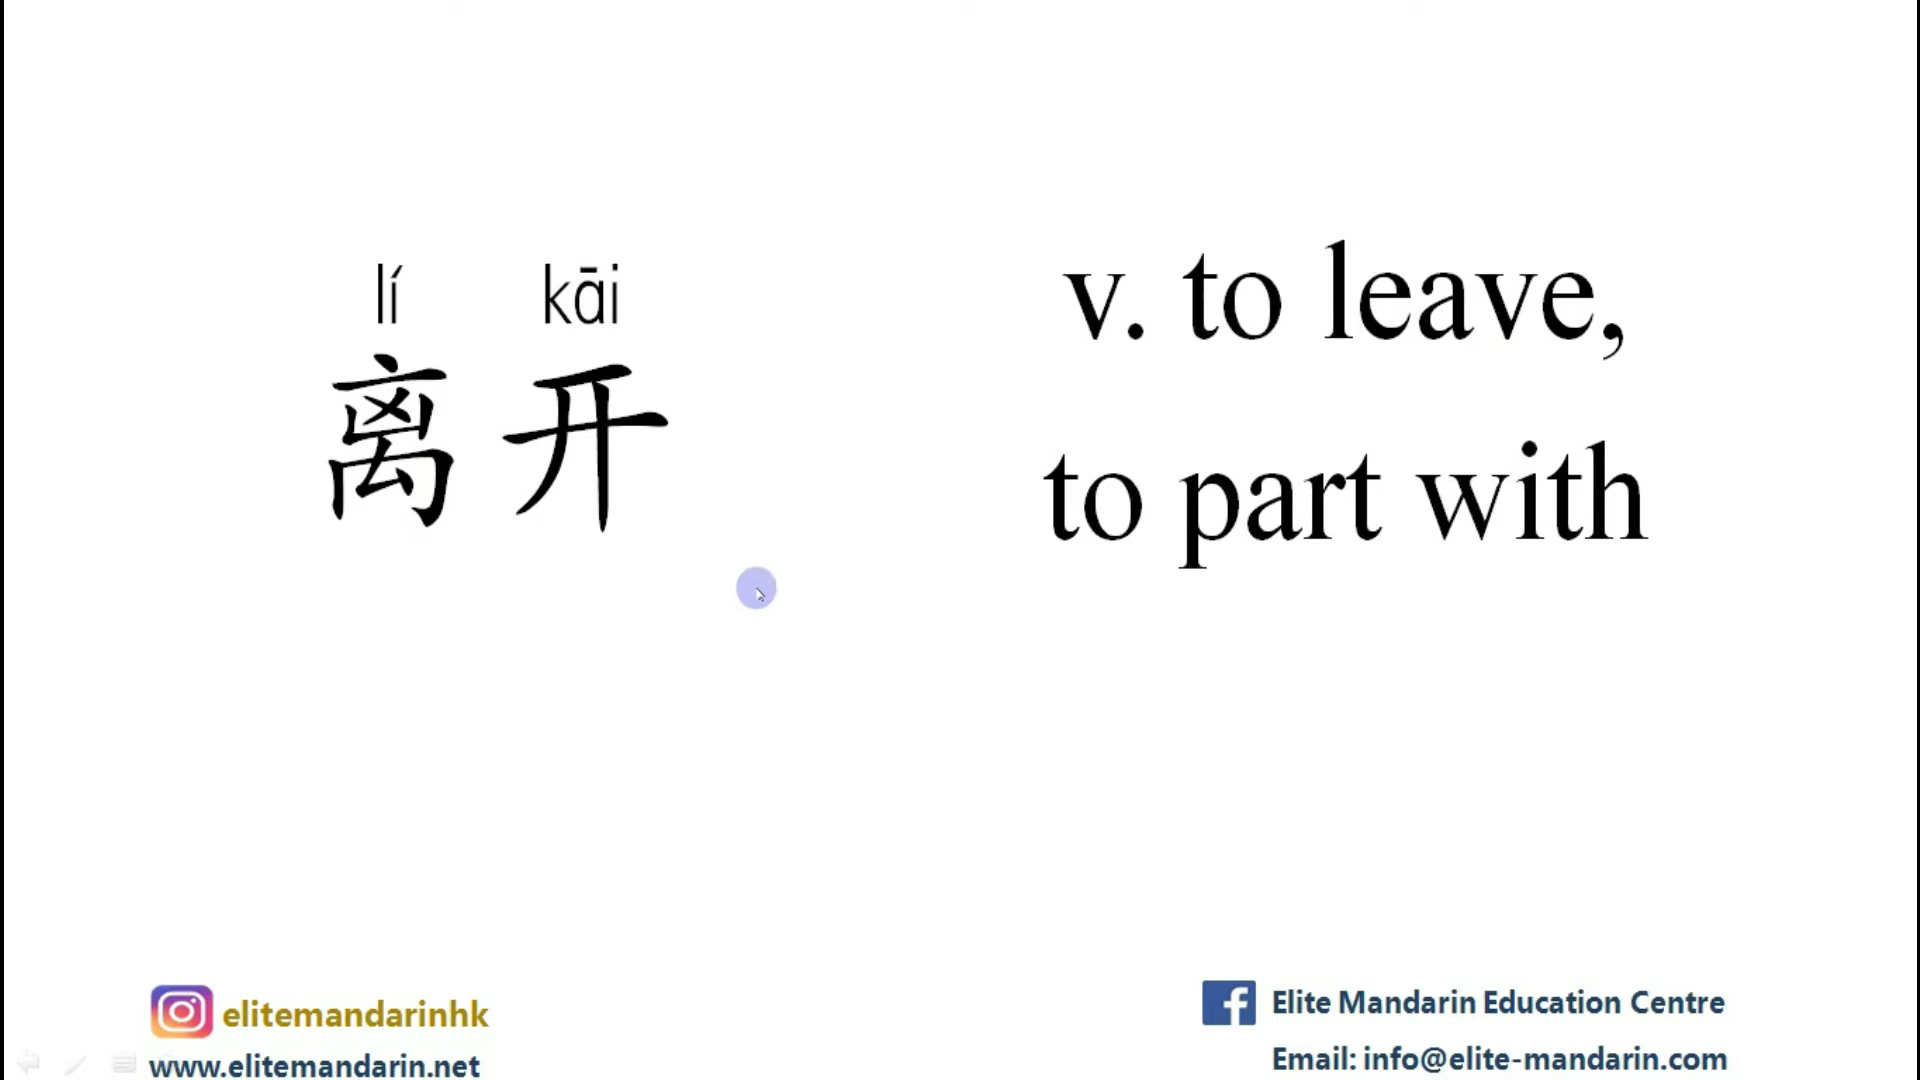 lí kāi
离开
v. to leave,
to part with
elitemandarinhk
www.elitemandarin.net
Elite Mandarin Education Centre
Email: info@elite-mandarin.com